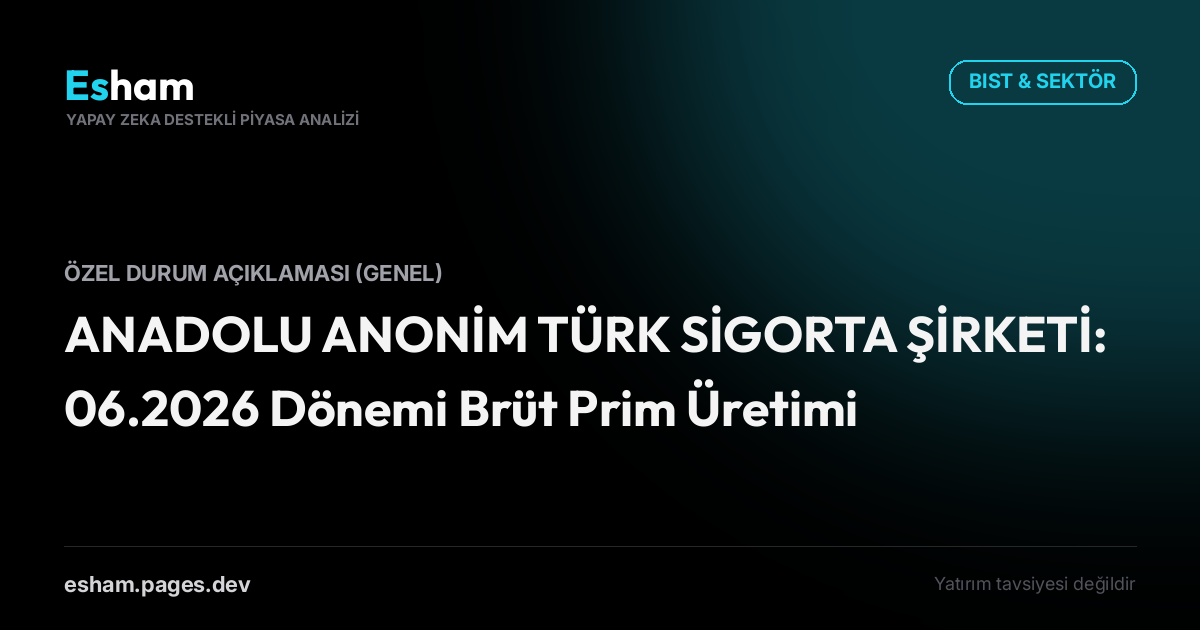 Esham
BIST & SEKTÖR
YAPAY ZEKA DESTEKLİ PİYASA ANALİZİ
ÖZEL DURUM AÇIKLAMASI (GENEL)
ANADOLU ANONİM TÜRK SİGORTA ŞİRKETİ:
06.2026 Dönemi Brüt Prim Üretimi
esham.pages.dev
Yatırım tavsiyesi değildir